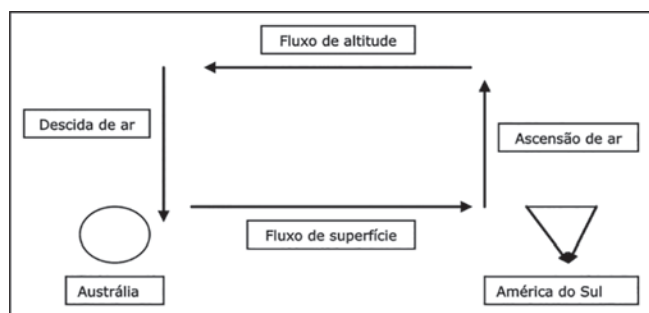 Fluxo de altitude
Descida de ar
Ascensão de ar
Fluxo de superfície
Austrália
América do Sul